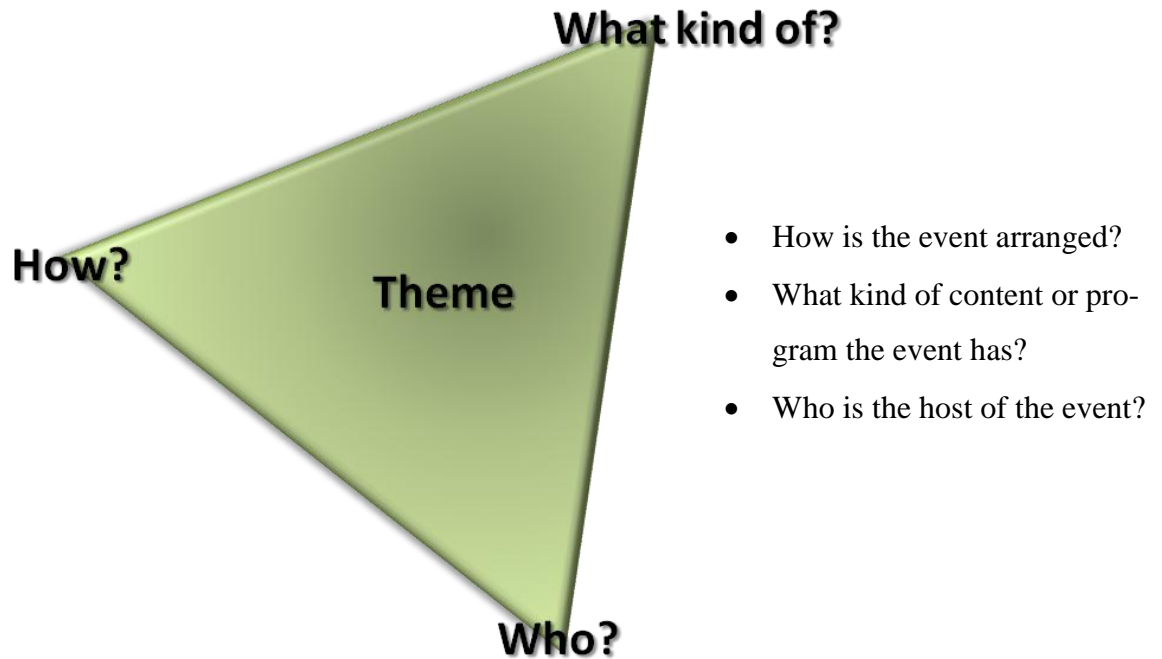 What kind of?
How?
Theme
Who?
• How is the event arranged?
• What kind of content or pro-
gram the event has?
• Who is the host of the event?